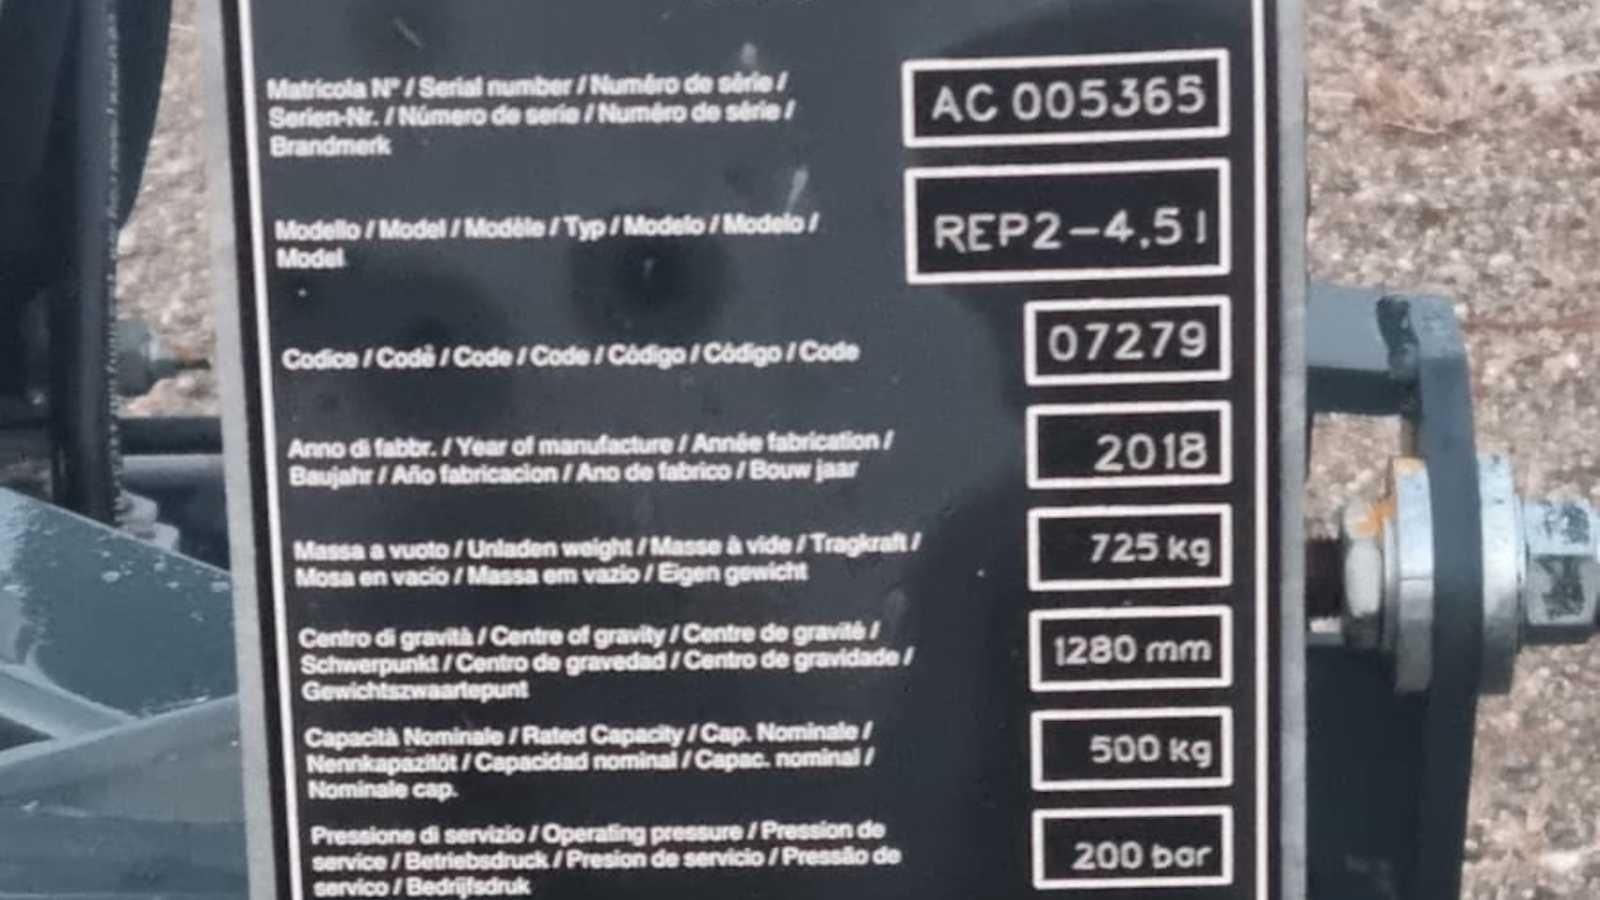 Matricola N° / Serial number / Numéro de série /
Serien-Nr. / Número de serie / Numéro de série /
Brandmerk
AC 005365
Modello / Model / Modèle / Typ / Modelo / Modelo /
Model
REP2-4.5 I
Codice / Codê / Code / Code / Código / Código / Code
07279
Anno di fabbr. / Year of manufacture / Année fabrication /
Baujahr / Año fabricacion / Ano de fabrico / Bouw jaar
2018
Massa a vuoto / Unladen weight / Masse à vide / Tragkraft /
Mosa en vacio / Massa em vazio / Eigen gewicht
725 kg
Centro di gravità / Centre of gravity / Centre de gravité /
Schwerpunkt / Centro de gravedad / Centro de gravidade /
Gewichtszwaartepunt
1280 mm
Capacità Nominale / Rated Capacity / Cap. Nominale /
Nennkapazität / Capacidad nominal / Capac. nominal /
Nominale cap.
500 kg
Pressione di servizio / Operating pressure / Pression de
service / Betriebsdruck / Presion de servicio / Pressão de
servico / Bedrijfsdruk
200 bar